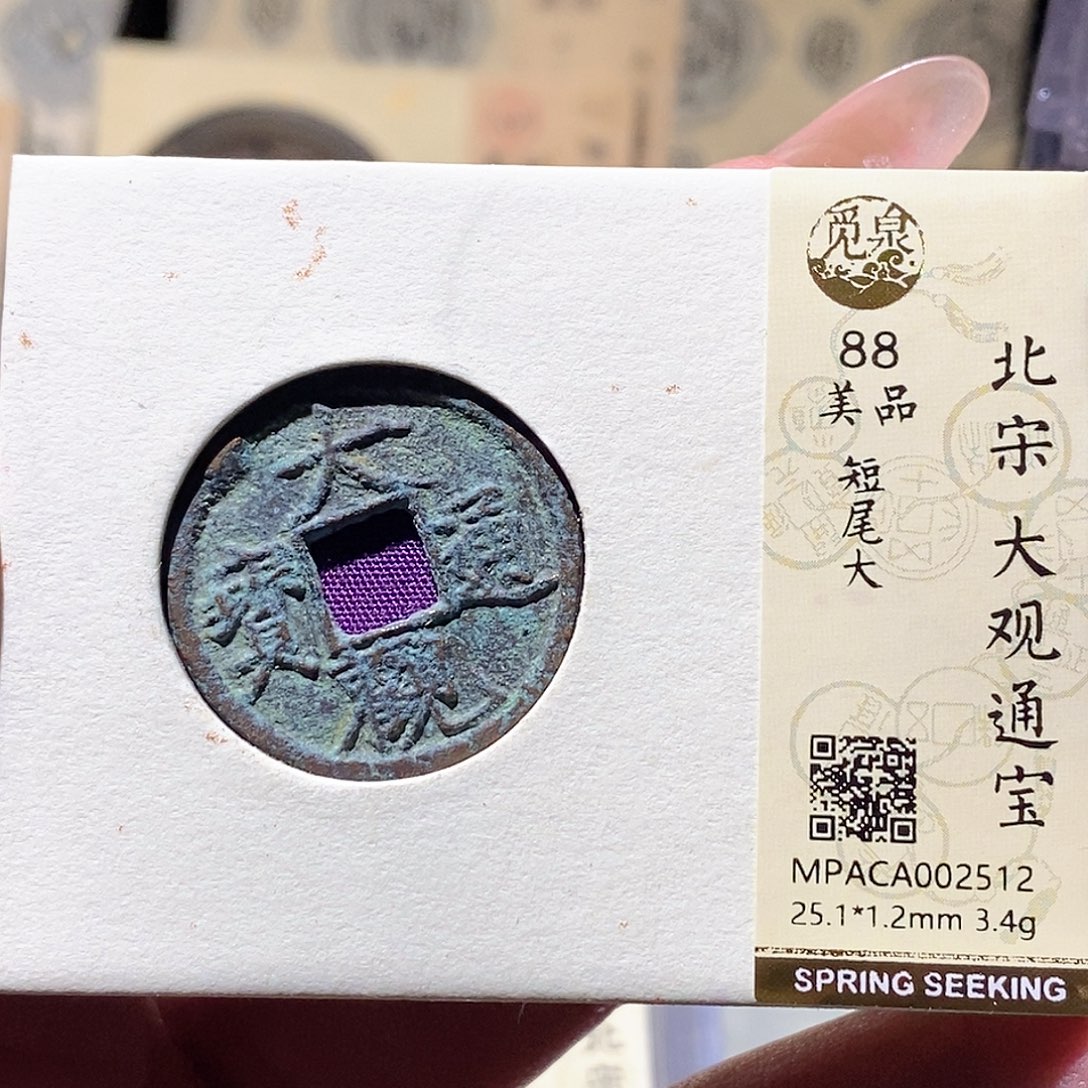 觅泉
88
美品
短尾大
北宋大观通宝
MPACA002512
25.1*1.2mm 3.4g
SPRING SEEKING
大觀通寶